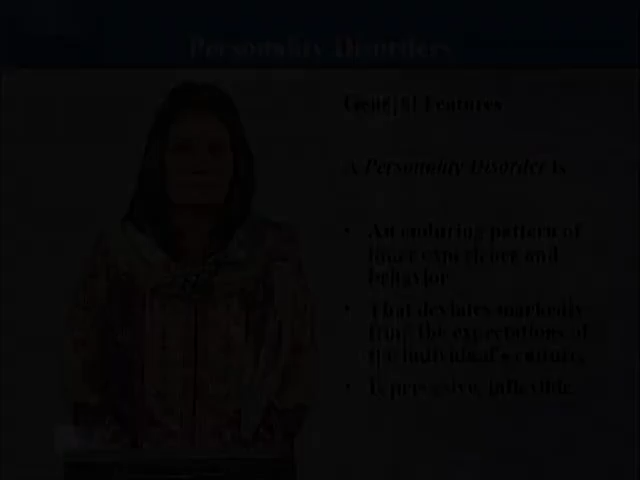 Personality Disorders
General Features
A Personality Disorder is
• An enduring pattern of
inner experience and
behavior
• That deviates markedly
from the expectations of
the individual's culture,
• Is pervasive, inflexible,